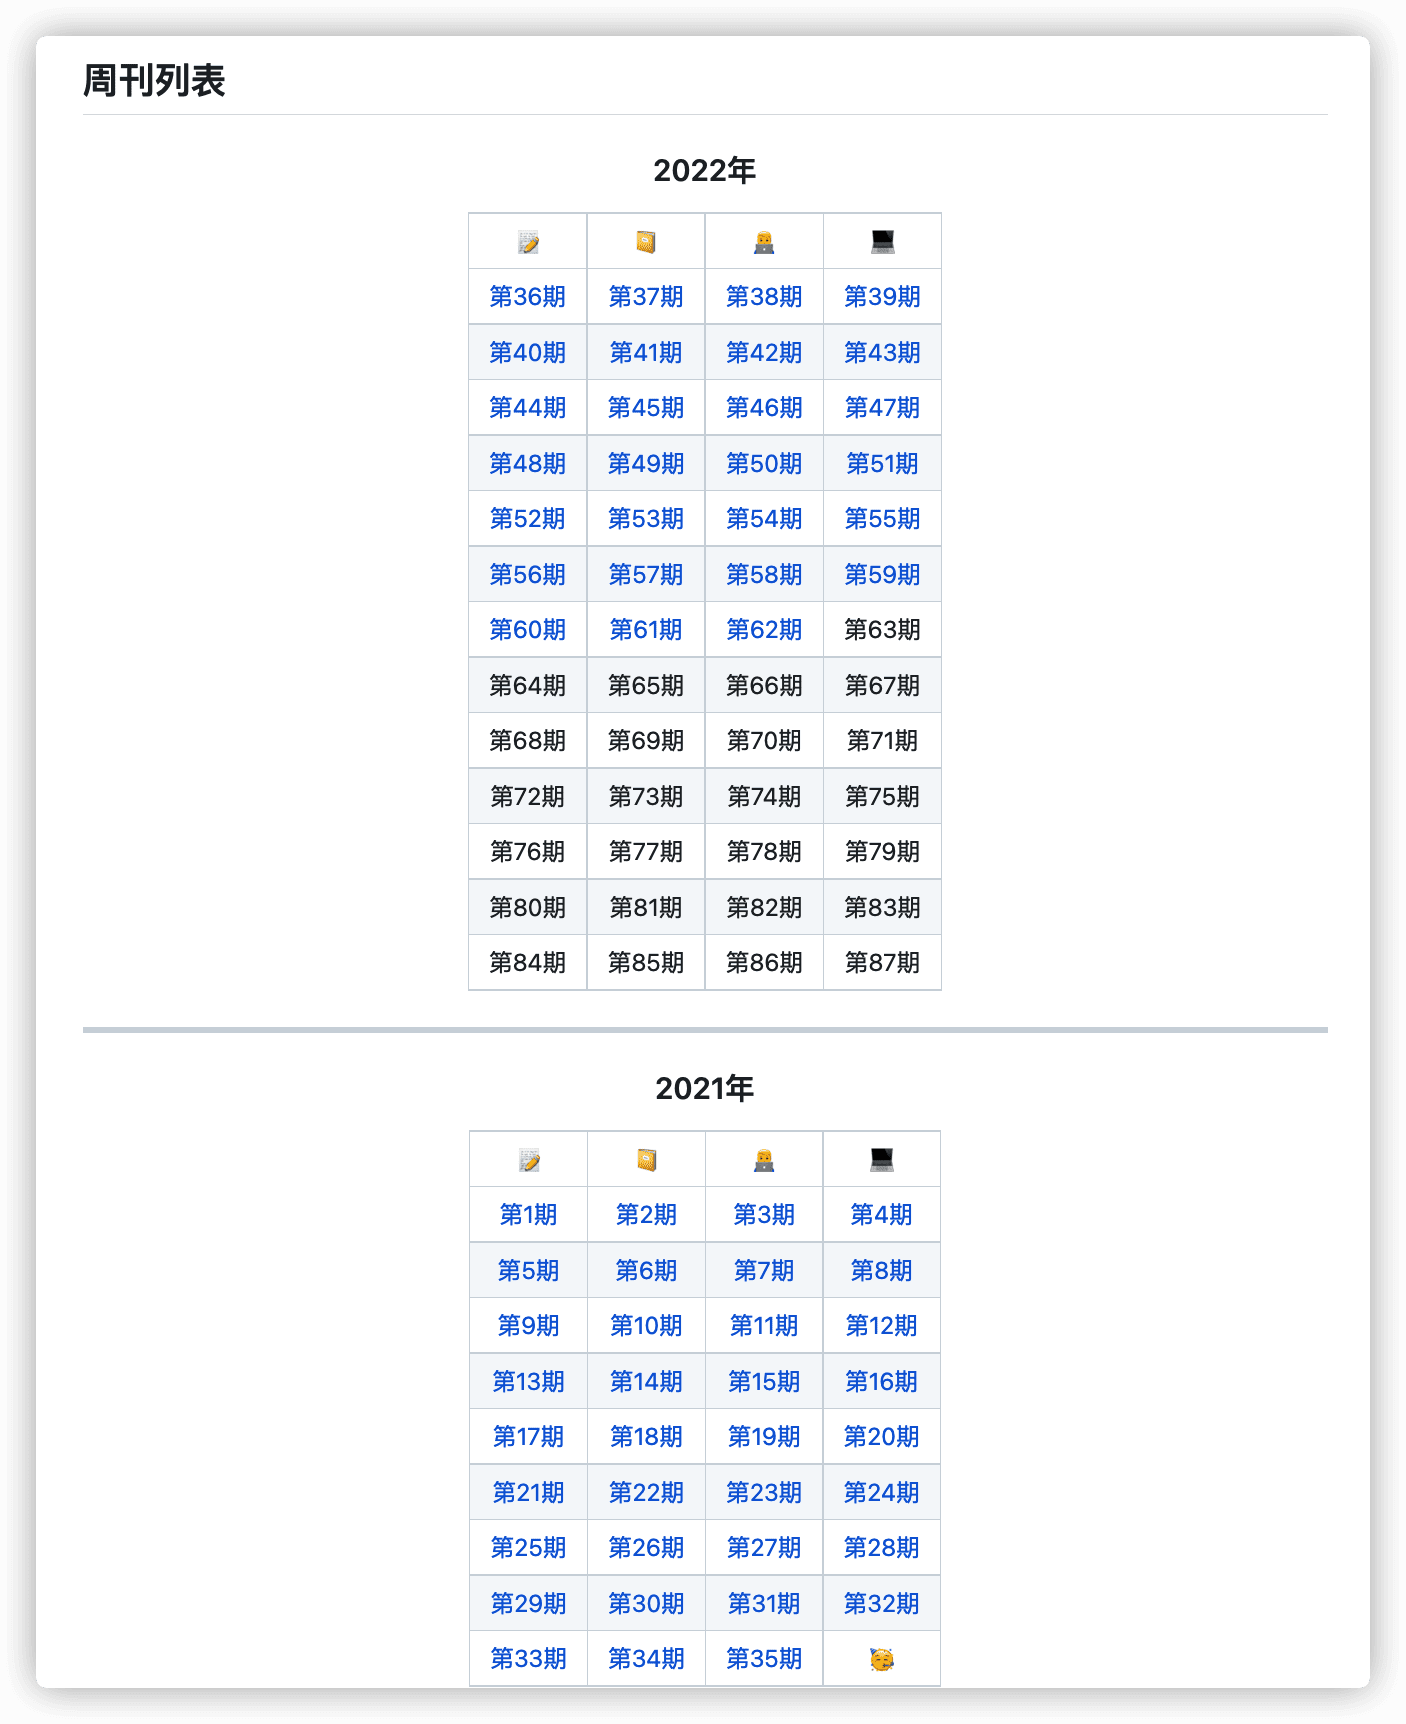 周刊列表
2022年
📝 📔 👨‍💻 💻
第36期 第37期 第38期 第39期
第40期 第41期 第42期 第43期
第44期 第45期 第46期 第47期
第48期 第49期 第50期 第51期
第52期 第53期 第54期 第55期
第56期 第57期 第58期 第59期
第60期 第61期 第62期 第63期
第64期 第65期 第66期 第67期
第68期 第69期 第70期 第71期
第72期 第73期 第74期 第75期
第76期 第77期 第78期 第79期
第80期 第81期 第82期 第83期
第84期 第85期 第86期 第87期
2021年
📝 📔 👨‍💻 💻
第1期 第2期 第3期 第4期
第5期 第6期 第7期 第8期
第9期 第10期 第11期 第12期
第13期 第14期 第15期 第16期
第17期 第18期 第19期 第20期
第21期 第22期 第23期 第24期
第25期 第26期 第27期 第28期
第29期 第30期 第31期 第32期
第33期 第34期 第35期 🥳